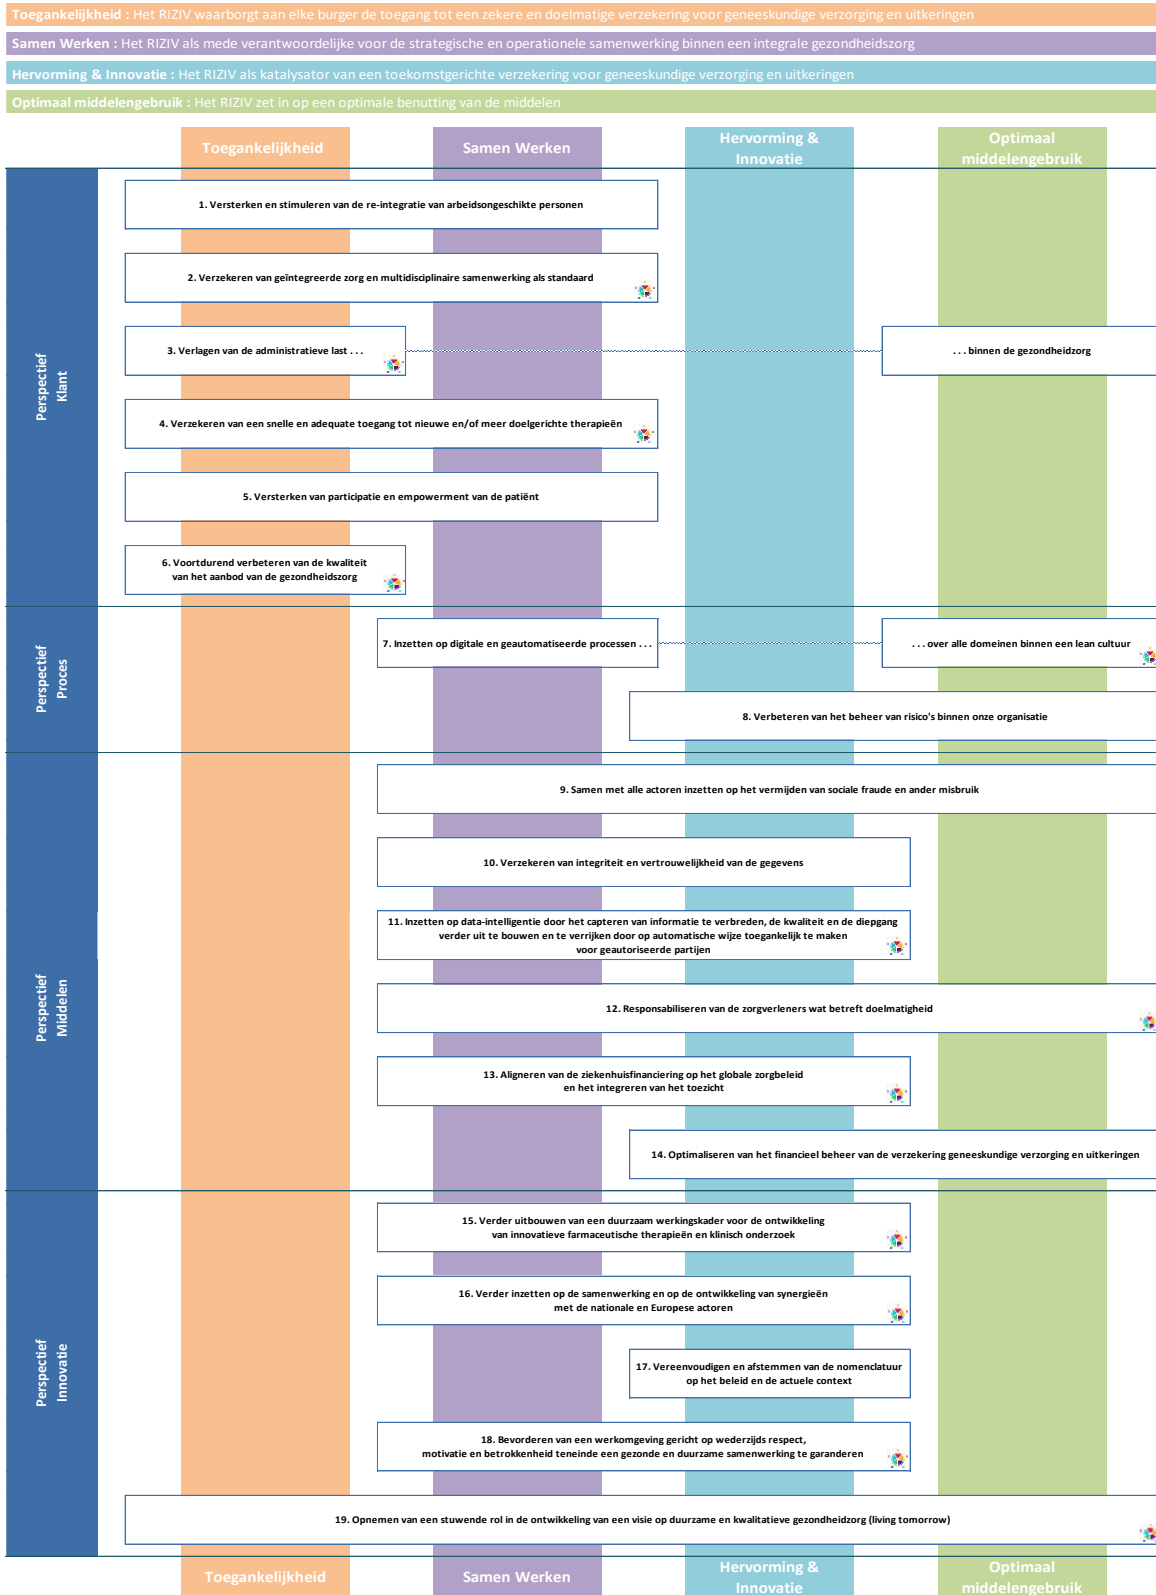 Toegankelijkheid : Het RIZIV waarborgt aan elke burger de toegang tot een zekere en doelmatige verzekering voor geneeskundige verzorging en uitkeringen
Samen Werken : Het RIZIV als mede verantwoordelijke voor de strategische en operationele samenwerking binnen een integrale gezondheidszorg
Hervorming & Innovatie : Het RIZIV als katalysator van een toekomstgerichte verzekering voor geneeskundige verzorging en uitkeringen
Optimaal middelengebruik : Het RIZIV zet in op een optimale benutting van de middelen
Toegankelijkheid
Samen Werken
Hervorming &
Innovatie
Optimaal
middelengebruik
Perspectief
Klant
1. Versterken en stimuleren van de re-integratie van arbeidsongeschikte personen
2. Verzekeren van geïntegreerde zorg en multidisciplinaire samenwerking als standaard
3. Verlagen van de administratieve last . . .
. . . binnen de gezondheidzorg
4. Verzekeren van een snelle en adequate toegang tot nieuwe en/of meer doelgerichte therapieën
5. Versterken van participatie en empowerment van de patiënt
6. Voortdurend verbeteren van de kwaliteit
van het aanbod van de gezondheidszorg
Perspectief
Proces
7. Inzetten op digitale en geautomatiseerde processen . . .
. . . over alle domeinen binnen een lean cultuur
8. Verbeteren van het beheer van risico's binnen onze organisatie
Perspectief
Middelen
9. Samen met alle actoren inzetten op het vermijden van sociale fraude en ander misbruik
10. Verzekeren van integriteit en vertrouwelijkheid van de gegevens
11. Inzetten op data-intelligentie door het capteren van informatie te verbreden, de kwaliteit en de diepgang
verder uit te bouwen en te verrijken door op automatische wijze toegankelijk te maken
voor geautoriseerde partijen
12. Responsabiliseren van de zorgverleners wat betreft doelmatigheid
13. Aligneren van de ziekenhuisfinanciering op het globale zorgbeleid
en het integreren van het toezicht
14. Optimaliseren van het financieel beheer van de verzekering geneeskundige verzorging en uitkeringen
Perspectief
Innovatie
15. Verder uitbouwen van een duurzaam werkingskader voor de ontwikkeling
van innovatieve farmaceutische therapieën en klinisch onderzoek
16. Verder inzetten op de samenwerking en op de ontwikkeling van synergieën
met de nationale en Europese actoren
17. Vereenvoudigen en afstemmen van de nomenclatuur
op het beleid en de actuele context
18. Bevorderen van een werkomgeving gericht op wederzijds respect,
motivatie en betrokkenheid teneinde een gezonde en duurzame samenwerking te garanderen
19. Opnemen van een stuwende rol in de ontwikkeling van een visie op duurzame en kwalitatieve gezondheidzorg (living tomorrow)
Toegankelijkheid
Samen Werken
Hervorming &
Innovatie
Optimaal
middelengebruik